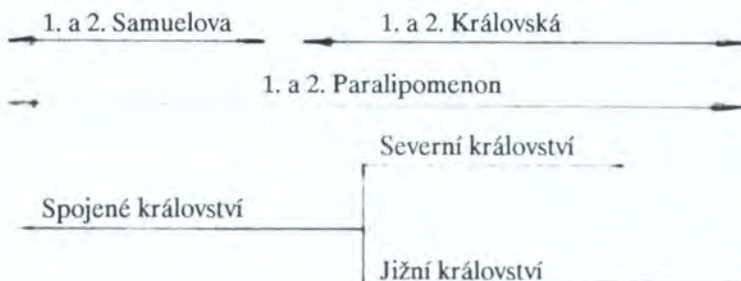 1. a 2. Samuelova 1. a 2. Královská
1. a 2. Paralipomenon
Severní království
Spojené království
Jižní království